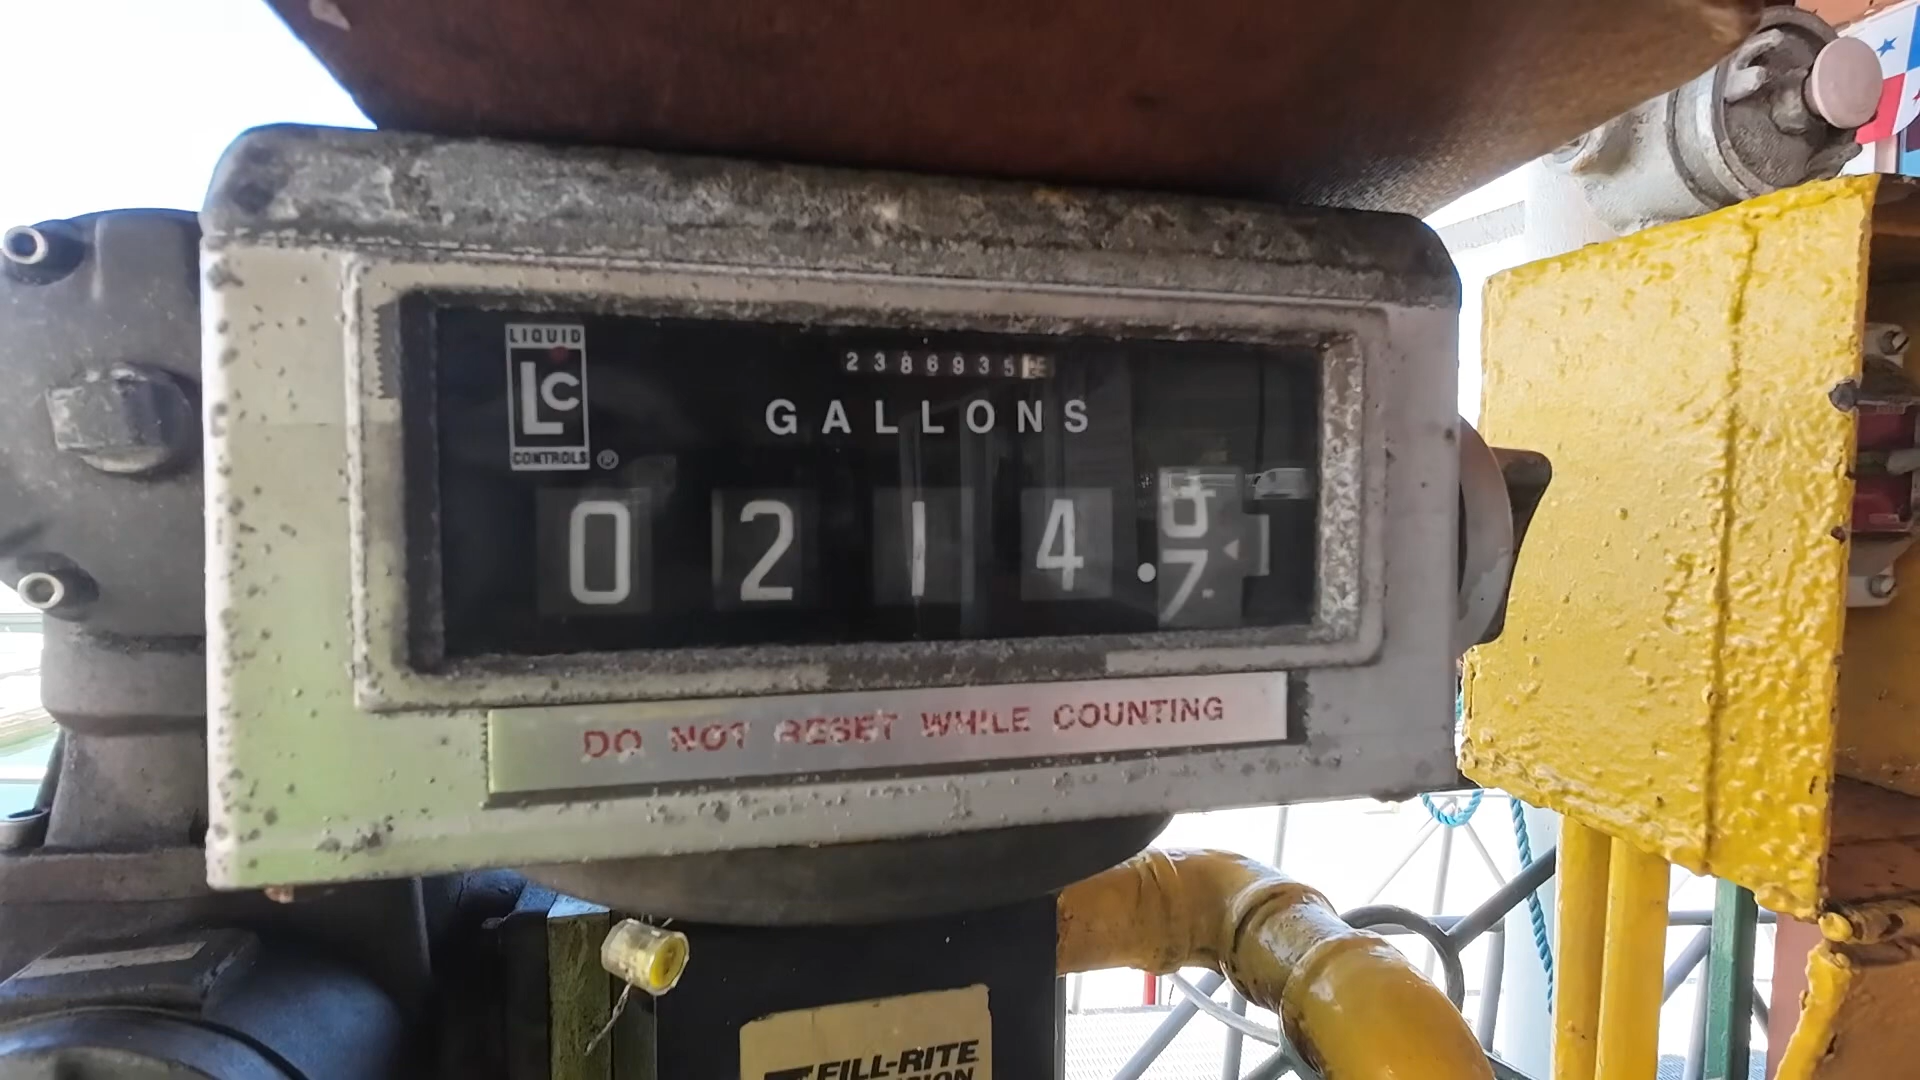 LIQUID
LC
CONTROLS ®
2386935
GALLONS
0214.7
DO NOT RESET WHILE COUNTING
FILL-RITE